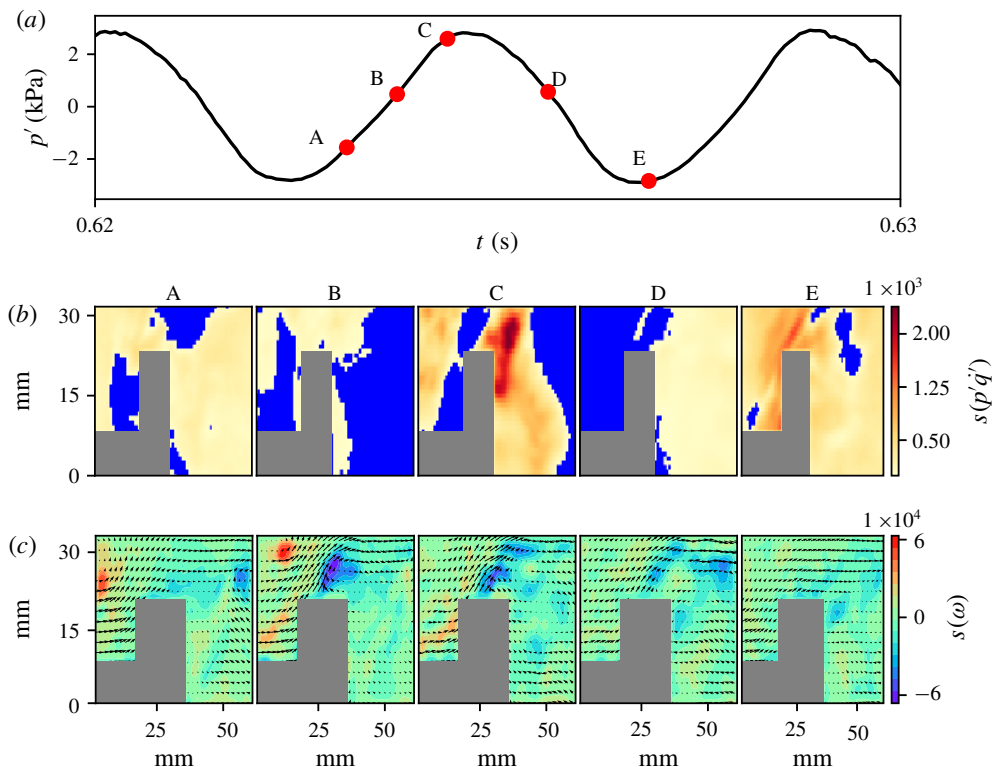 (a)
2
0
−2
p′ (kPa)
A
B
C
D
E
0.62
0.63
t (s)
A B C D E
(b)
30
15
0
mm
1 ×10³
2.00
1.25
0.50
s(p′,q̇′)
(c)
30
15
0
mm
1 ×10⁴
6
0
−6
s(ω)
25 50 25 50 25 50 25 50 25 50
mm mm mm mm mm